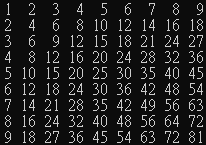 1 2 3 4 5 6 7 8 9
2 4 6 8 10 12 14 16 18
3 6 9 12 15 18 21 24 27
4 8 12 16 20 24 28 32 36
5 10 15 20 25 30 35 40 45
6 12 18 24 30 36 42 48 54
7 14 21 28 35 42 49 56 63
8 16 24 32 40 48 56 64 72
9 18 27 36 45 54 63 72 81